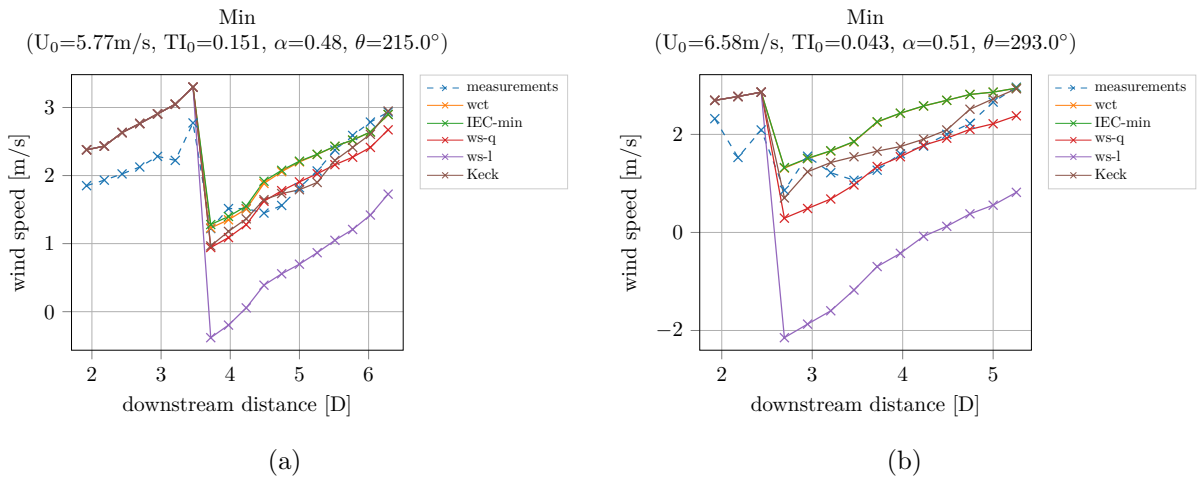 Min
(U₀=5.77m/s, TI₀=0.151, α=0.48, θ=215.0°)
3
2
1
0
wind speed [m/s]
2
3
4
5
6
downstream distance [D]
measurements
wct
IEC-min
ws-q
ws-l
Keck
(a)
Min
(U₀=6.58m/s, TI₀=0.043, α=0.51, θ=293.0°)
2
0
−2
wind speed [m/s]
2
3
4
5
downstream distance [D]
measurements
wct
IEC-min
ws-q
ws-l
Keck
(b)